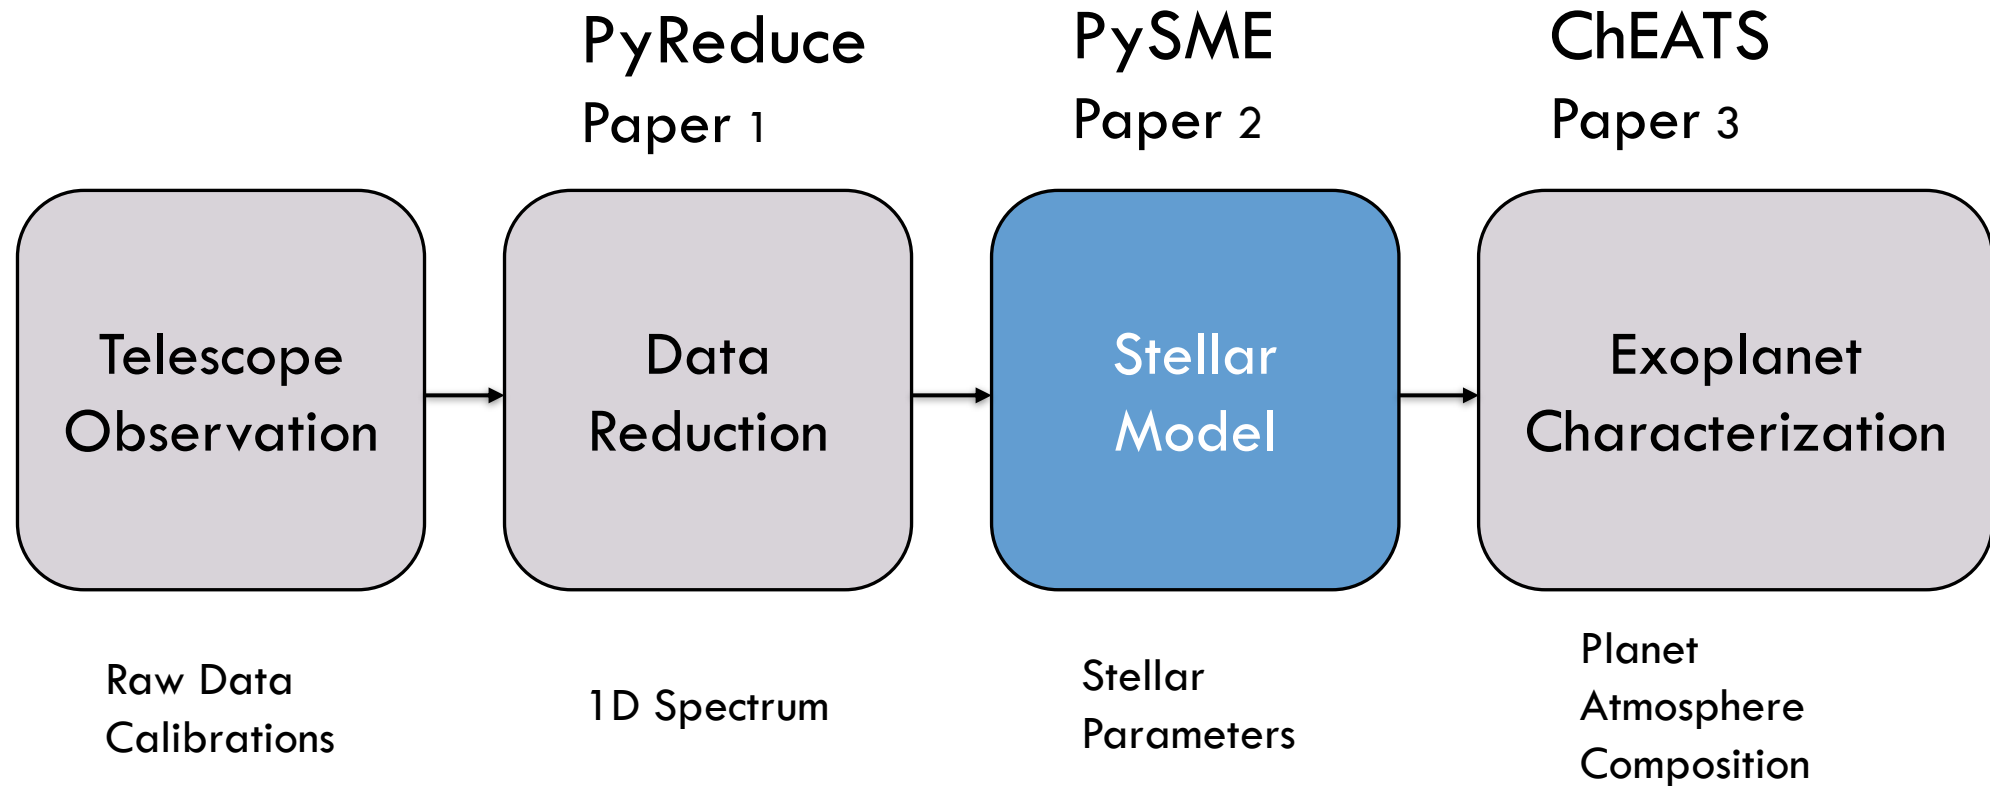 PyReduce
Paper 1
PySME
Paper 2
ChEATS
Paper 3
Telescope
Observation
Data
Reduction
Stellar
Model
Exoplanet
Characterization
Raw Data
Calibrations
1D Spectrum
Stellar
Parameters
Planet
Atmosphere
Composition